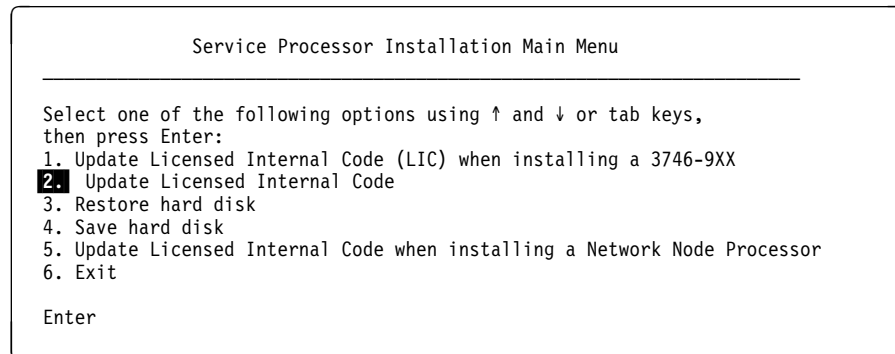 Service Processor Installation Main Menu
Select one of the following options using ↑ and ↓ or tab keys,
then press Enter:
1. Update Licensed Internal Code (LIC) when installing a 3746-9XX
2. Update Licensed Internal Code
3. Restore hard disk
4. Save hard disk
5. Update Licensed Internal Code when installing a Network Node Processor
6. Exit
Enter